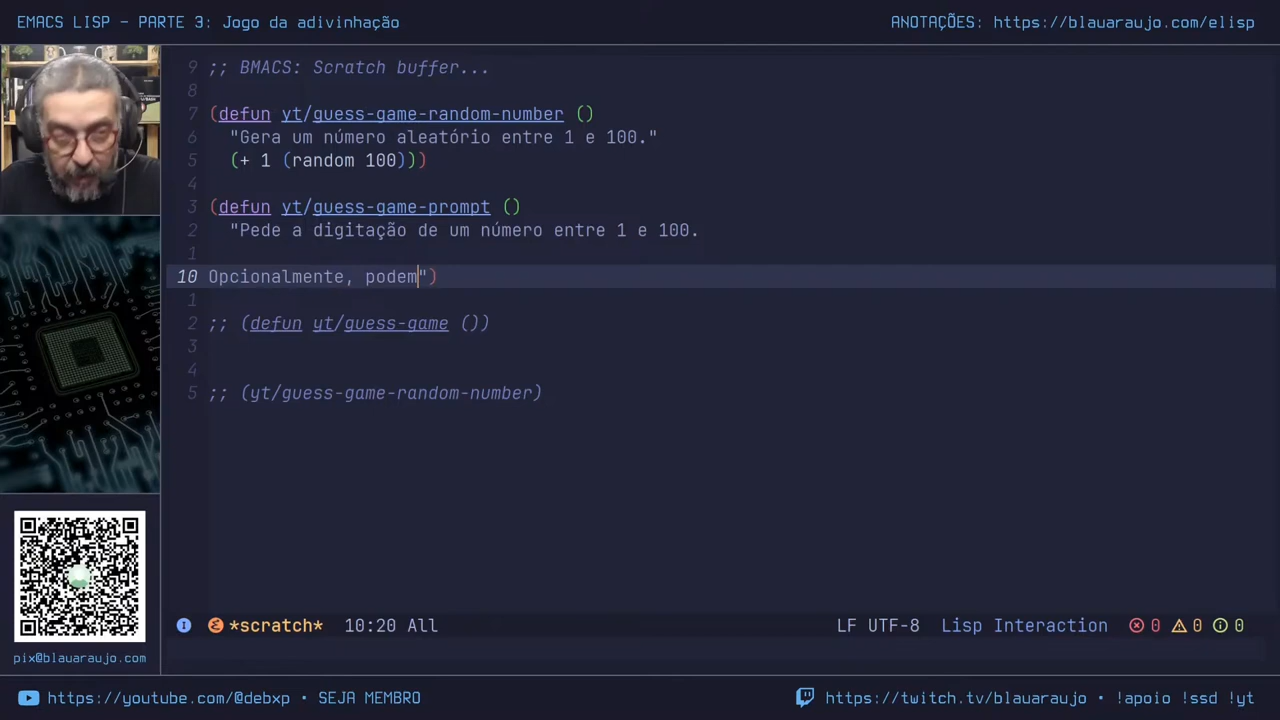 EMACS LISP - PARTE 3: Jogo da adivinhação
ANOTAÇÕES: https://blauaraujo.com/elisp
9 ;; BMACS: Scratch buffer...
8
7 (defun yt/guess-game-random-number ()
6 "Gera um número aleatório entre 1 e 100."
5 (+ 1 (random 100)))
4
3 (defun yt/guess-game-prompt ()
2 "Pede a digitação de um número entre 1 e 100.
1
10 Opcionalmente, podem")
1
2 ;; (defun yt/guess-game ())
3
4
5 ;; (yt/guess-game-random-number)
*scratch* 10:20 All
LF UTF-8 Lisp Interaction 0 0 0
pix@blauaraujo.com
https://youtube.com/@debxp • SEJA MEMBRO
https://twitch.tv/blauaraujo • !apoio !ssd !yt